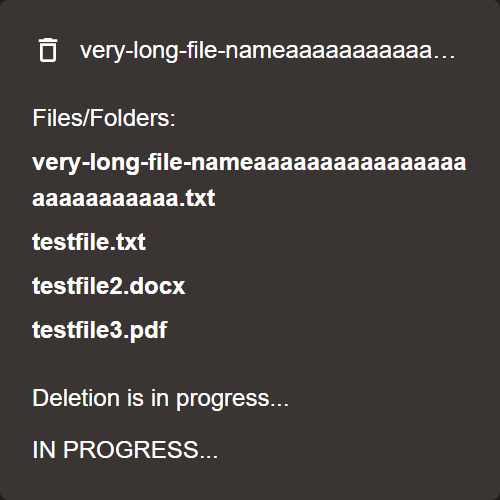 very-long-file-nameaaaaaaaaaaa...
Files/Folders:
very-long-file-nameaaaaaaaaaaaaaaaa
aaaaaaaaaaa.txt
testfile.txt
testfile2.docx
testfile3.pdf
Deletion is in progress...
IN PROGRESS...